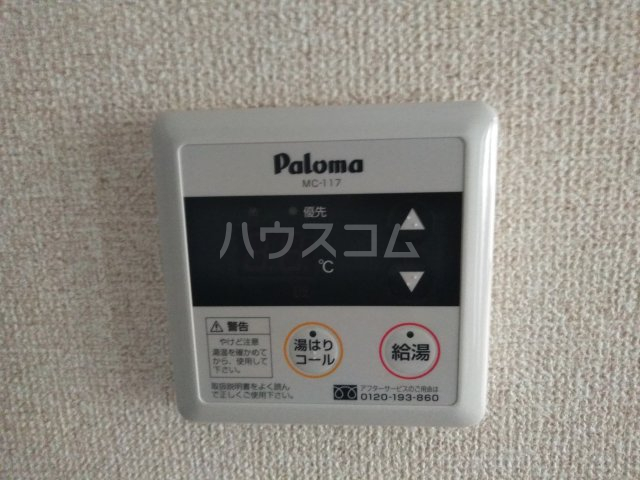 Paloma
MC-117
優先
ハウスコム
℃
警告
やけど注意
湯温を確かめて
から、使用して
下さい。
取扱説明書をよく読ん
で正しくご使用下さい。
湯はり
コール
給湯
アフターサービスのご用命は
0120-193-860